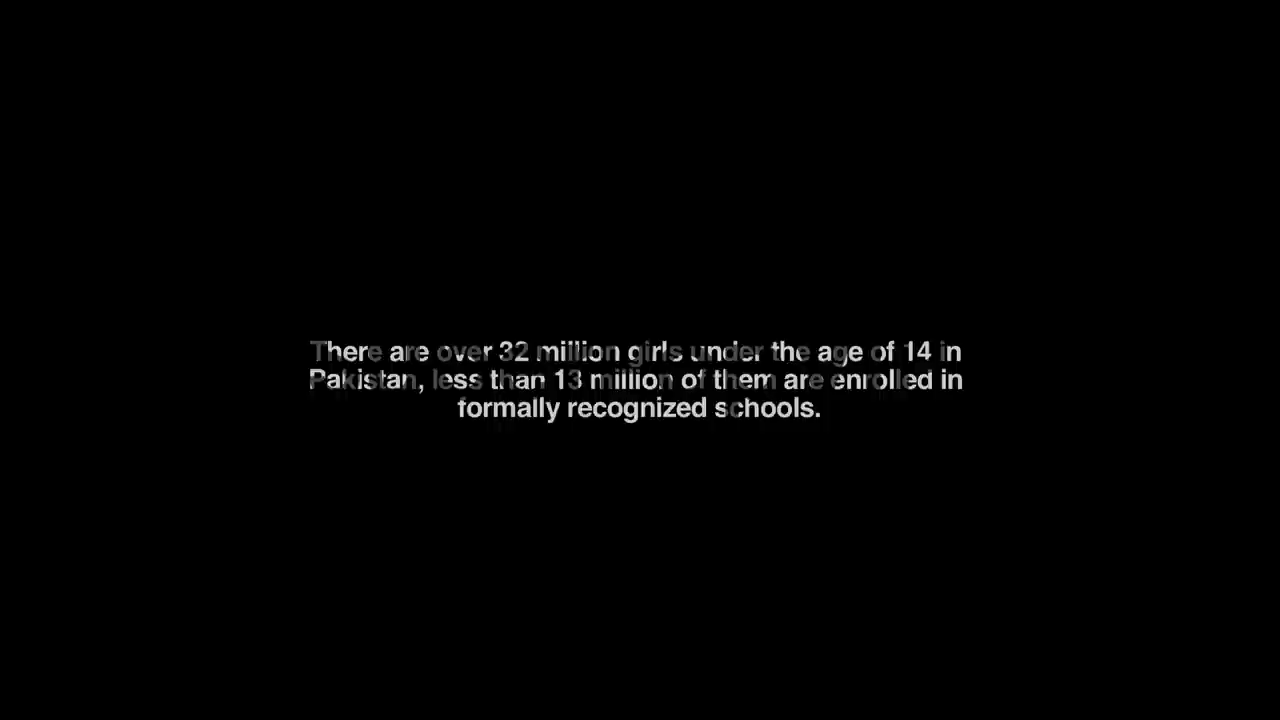 There are over 32 million girls under the age of 14 in
Pakistan, less than 13 million of them are enrolled in
formally recognized schools.